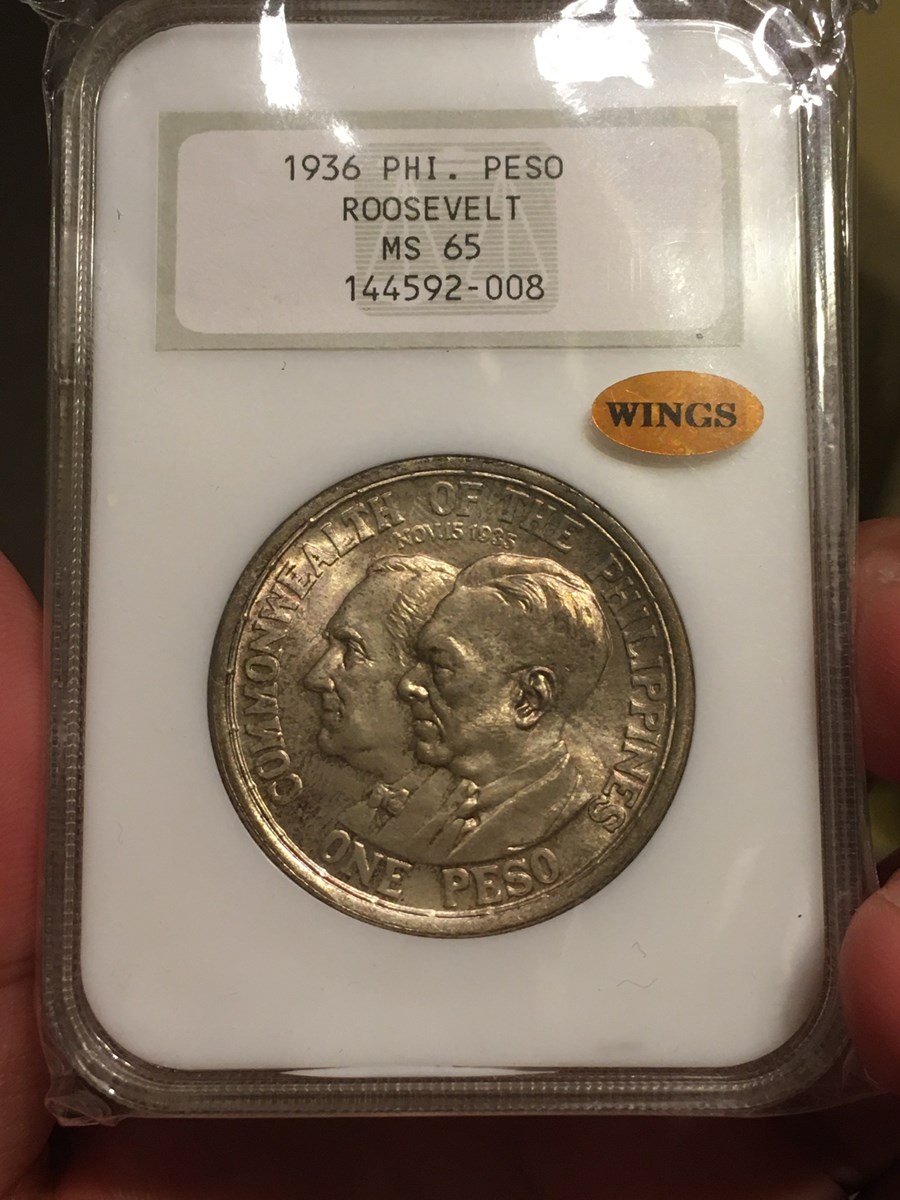 1936 PHI. PESO
ROOSEVELT
MS 65
144592-008
WINGS
COMMONWEALTH OF THE PHILIPPINES
NOV.15 1935
ONE PESO